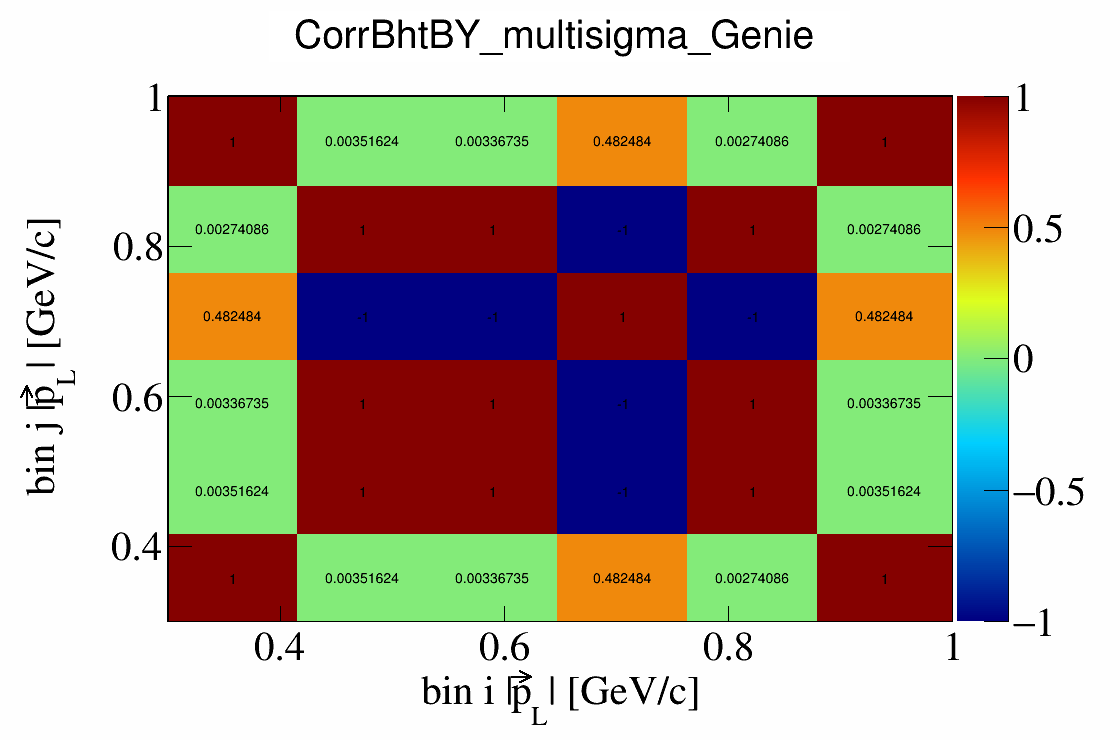 CorrBhtBY_multisigma_Genie
1
0.8
0.6
0.4
bin j |p⃗_L| [GeV/c]
1 0.00351624 0.00336735 0.482484 0.00274086 1
0.00274086 1 1 -1 1 0.00274086
0.482484 -1 -1 1 -1 0.482484
0.00336735 1 1 -1 1 0.00336735
0.00351624 1 1 -1 1 0.00351624
1 0.00351624 0.00336735 0.482484 0.00274086 1
0.4 0.6 0.8 1
bin i |p⃗_L| [GeV/c]
1
0.5
0
−0.5
−1